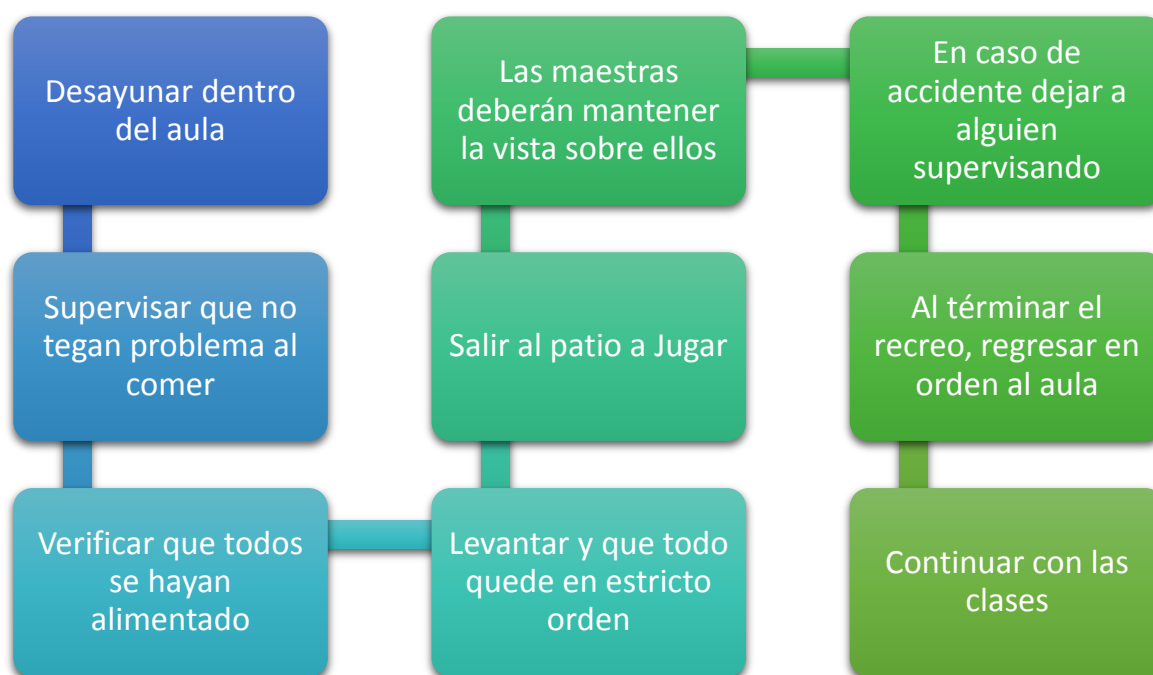 Desayunar dentro
del aula
Supervisar que no
tegan problema al
comer
Verificar que todos
se hayan
alimentado
Levantar y que todo
quede en estricto
orden
Salir al patio a Jugar
Las maestras
deberán mantener
la vista sobre ellos
En caso de
accidente dejar a
alguien
supervisando
Al términar el
recreo, regresar en
orden al aula
Continuar con las
clases